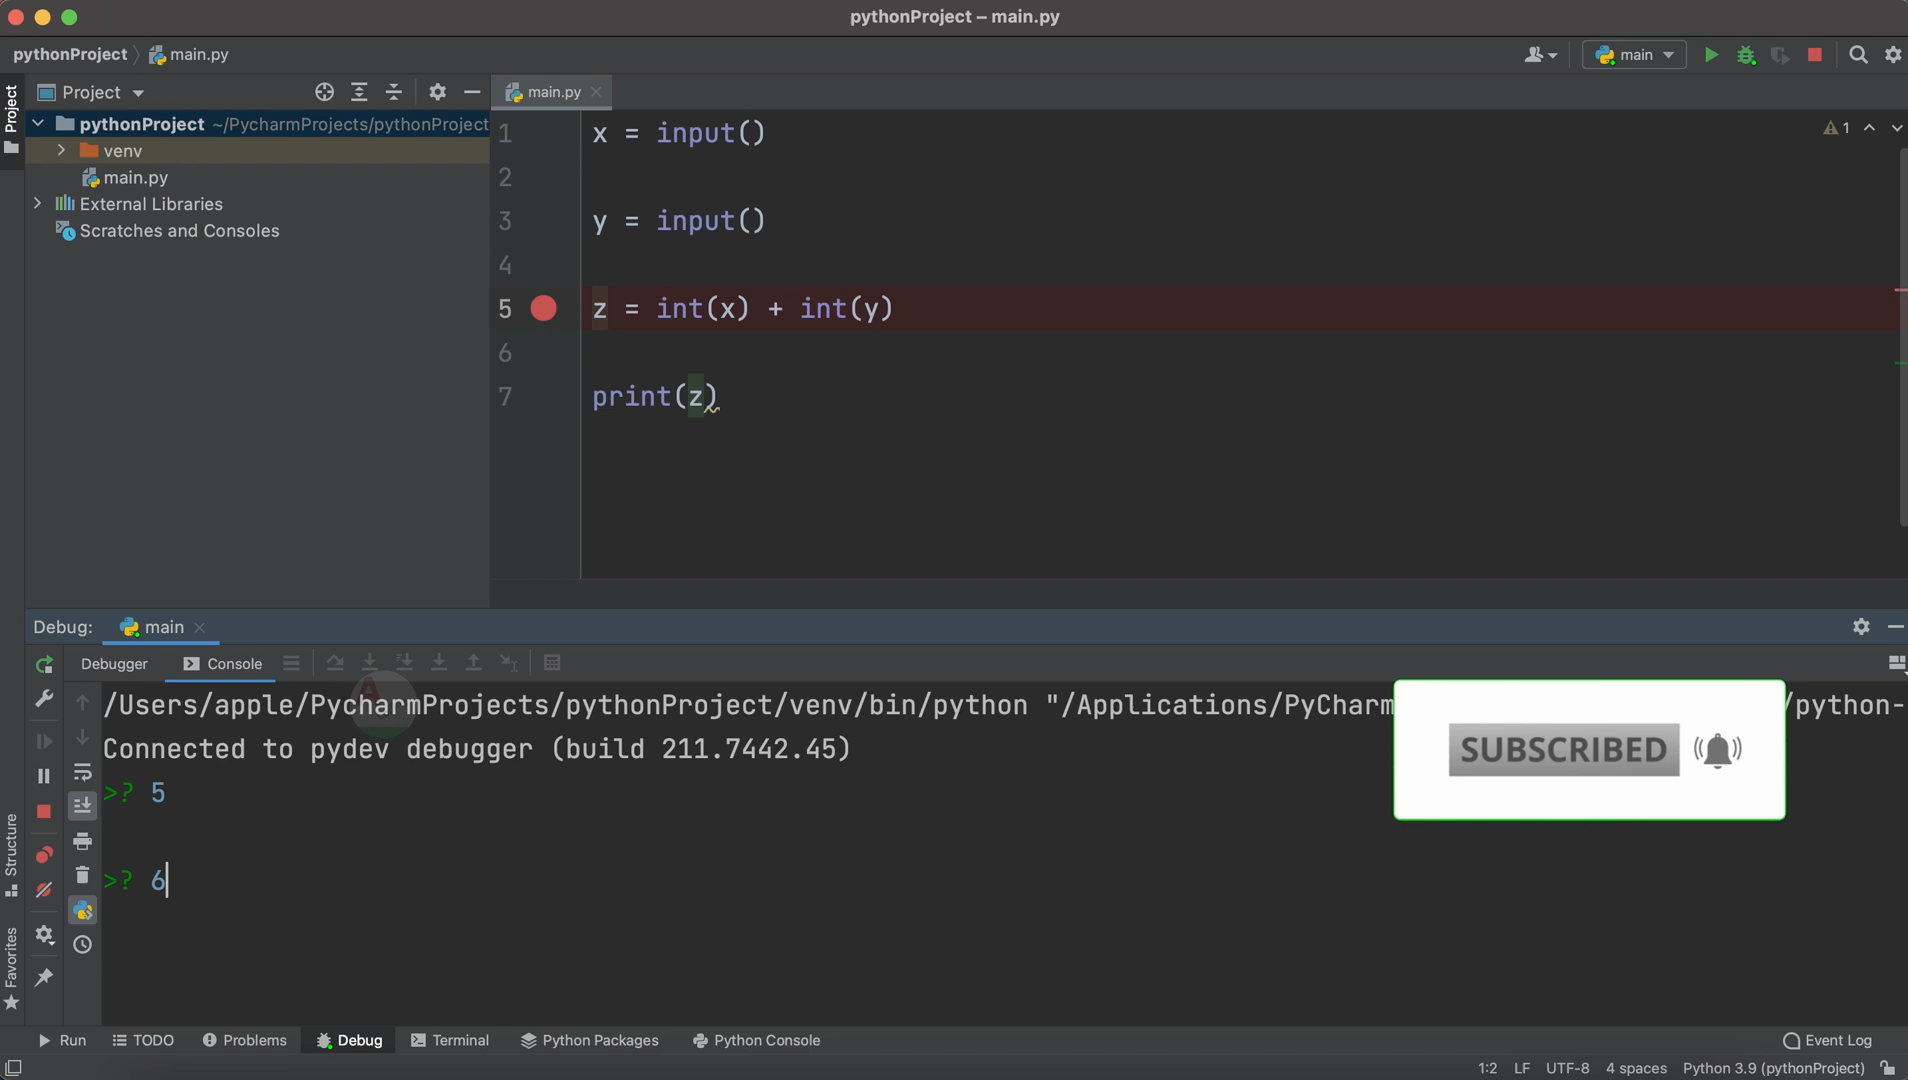 pythonProject – main.py
pythonProject main.py
main
Project
Project
main.py
pythonProject ~/PycharmProjects/pythonProject
venv
main.py
External Libraries
Scratches and Consoles
1 x = input()
2
3 y = input()
4
5 z = int(x) + int(y)
6
7 print(z)
1
Debug: main
Debugger Console
/Users/apple/PycharmProjects/pythonProject/venv/bin/python "/Applications/PyCharm /python-
Connected to pydev debugger (build 211.7442.45)
>? 5
>? 6
SUBSCRIBED
Structure
Favorites
Run TODO Problems Debug Terminal Python Packages Python Console Event Log
1:2 LF UTF-8 4 spaces Python 3.9 (pythonProject)